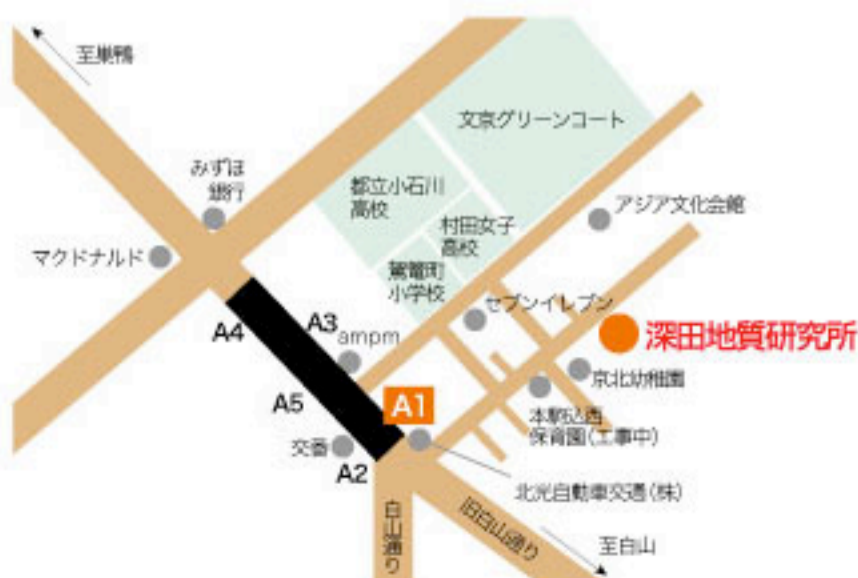 至巣鴨
文京グリーンコート
みずほ
銀行
都立小石川
高校
アジア文化会館
村田女子
高校
マクドナルド
駕籠町
小学校
セブンイレブン
A4
A3
ampm
深田地質研究所
京北幼稚園
A5
A1
本駒込西
保育園(工事中)
交番
A2
北光自動車交通(株)
白山通り
旧白山通り
至白山